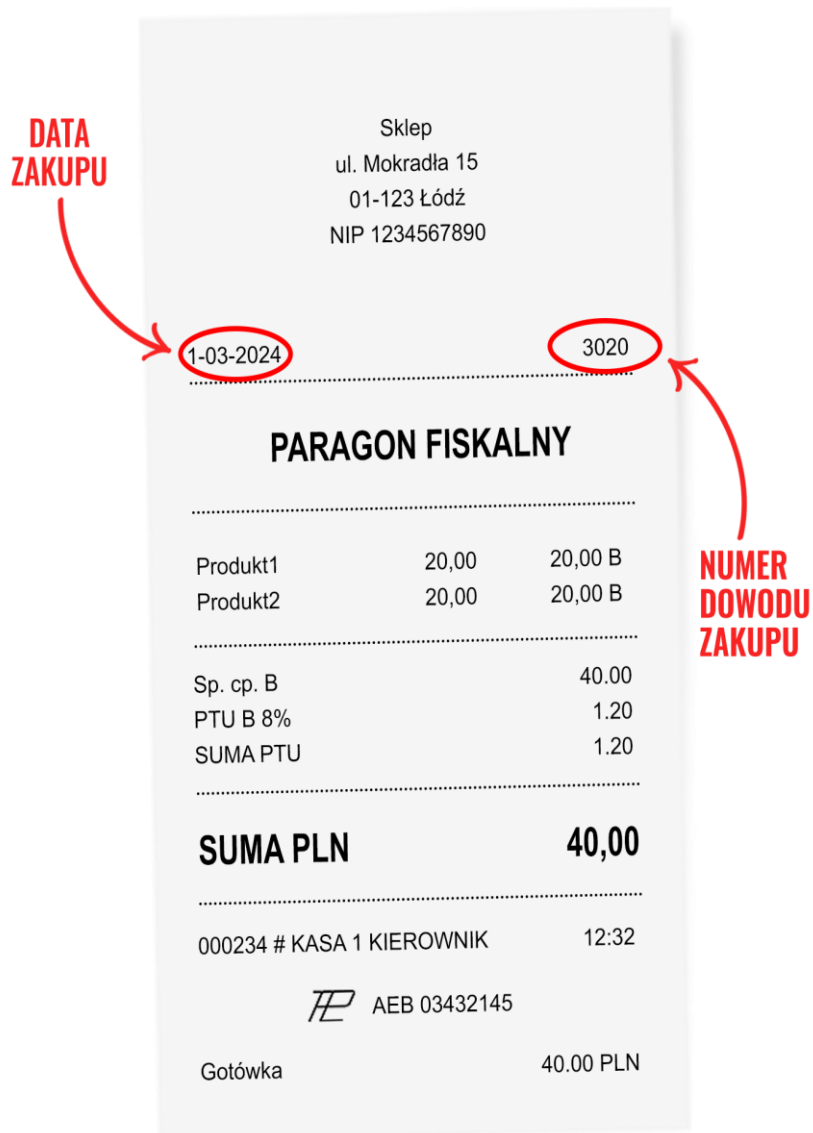 DATA
ZAKUPU
Sklep
ul. Mokradła 15
01-123 Łódź
NIP 1234567890
1-03-2024 3020
PARAGON FISKALNY
Produkt1 20,00 20,00 B
Produkt2 20,00 20,00 B
NUMER
DOWODU
ZAKUPU
Sp. cp. B 40.00
PTU B 8% 1.20
SUMA PTU 1.20
SUMA PLN 40,00
000234 # KASA 1 KIEROWNIK 12:32
AEB 03432145
Gotówka 40.00 PLN